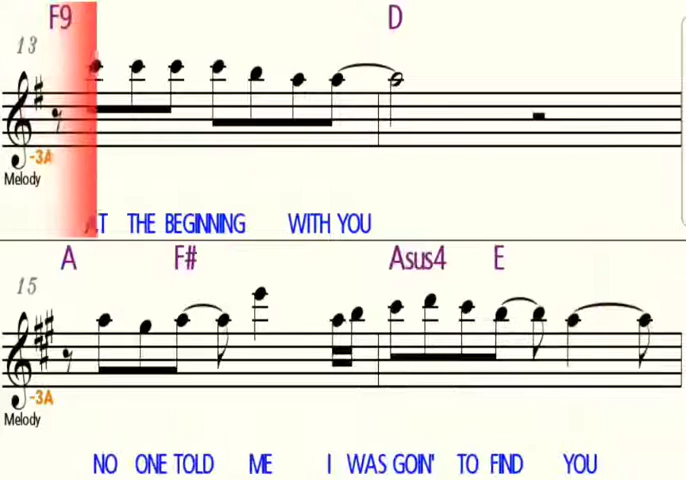 F9 D
13
-3A
Melody
AT THE BEGINNING WITH YOU
A F# Asus4 E
15
-3A
Melody
NO ONE TOLD ME I WAS GOIN' TO FIND YOU